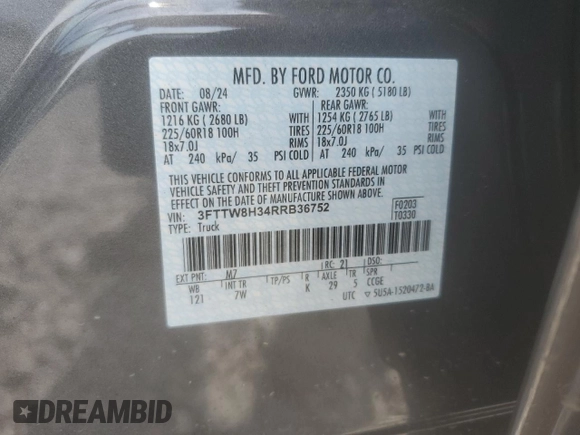 MFD. BY FORD MOTOR CO.
DATE: 08/24 GVWR: 2350 KG ( 5180 LB)
FRONT GAWR: REAR GAWR:
1216 KG ( 2680 LB) WITH 1254 KG ( 2765 LB) WITH
225/60R18 100H TIRES 225/60R18 100H TIRES
18x7.0J RIMS 18x7.0J RIMS
AT 240 kPa/ 35 PSI COLD AT 240 kPa/ 35 PSI COLD
THIS VEHICLE CONFORMS TO ALL APPLICABLE FEDERAL MOTOR
VEHICLE SAFETY AND THEFT PREVENTION STANDARDS IN
EFFECT ON THE DATE OF MANUFACTURE SHOWN ABOVE.
VIN: 3FTTW8H34RRB36752 F0203
TYPE: Truck T0330
EXT PNT: M7 RC: 21 DSO:
WB INT TR TP/PS R AXLE TR SPR
121 7W K 29 5 CCGE
UTC ▽ 5U5A-1520472-BA
DREAMBID